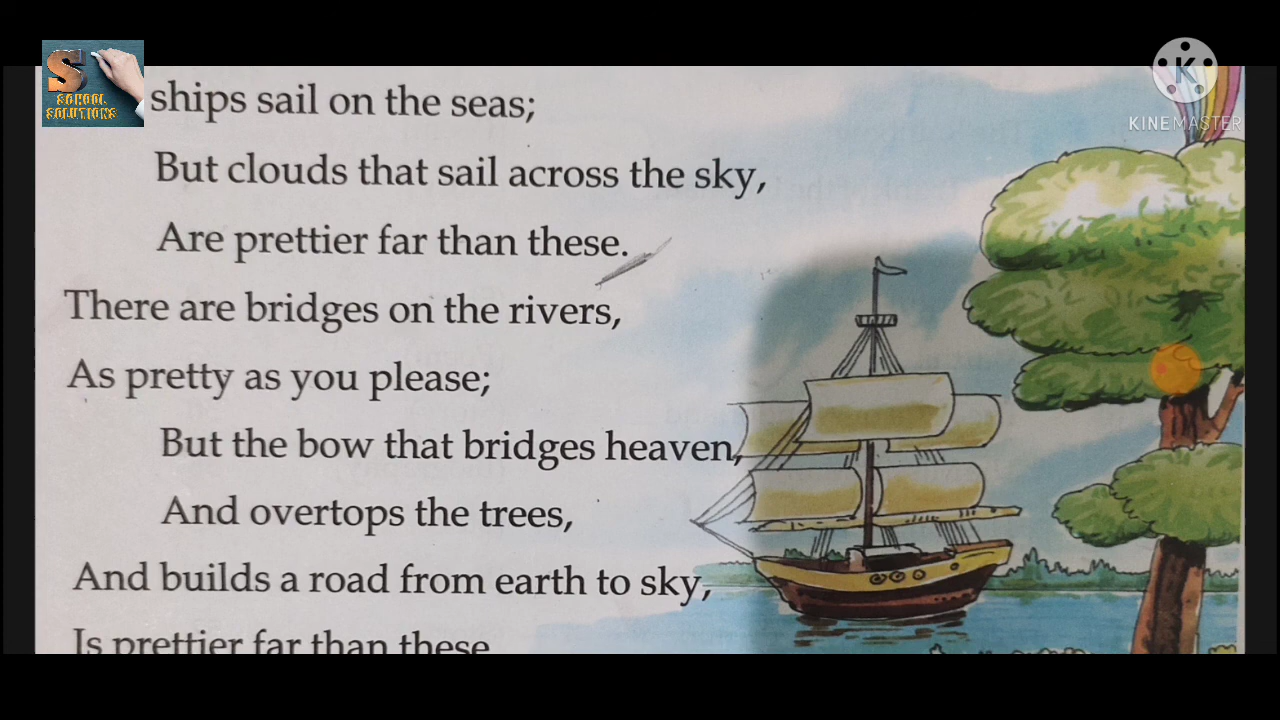 S
SCHOOL
SOLUTIONS
ships sail on the seas;
But clouds that sail across the sky,
Are prettier far than these.
There are bridges on the rivers,
As pretty as you please;
But the bow that bridges heaven,
And overtops the trees,
And builds a road from earth to sky,
Is prettier far than these
K
KINEMASTER